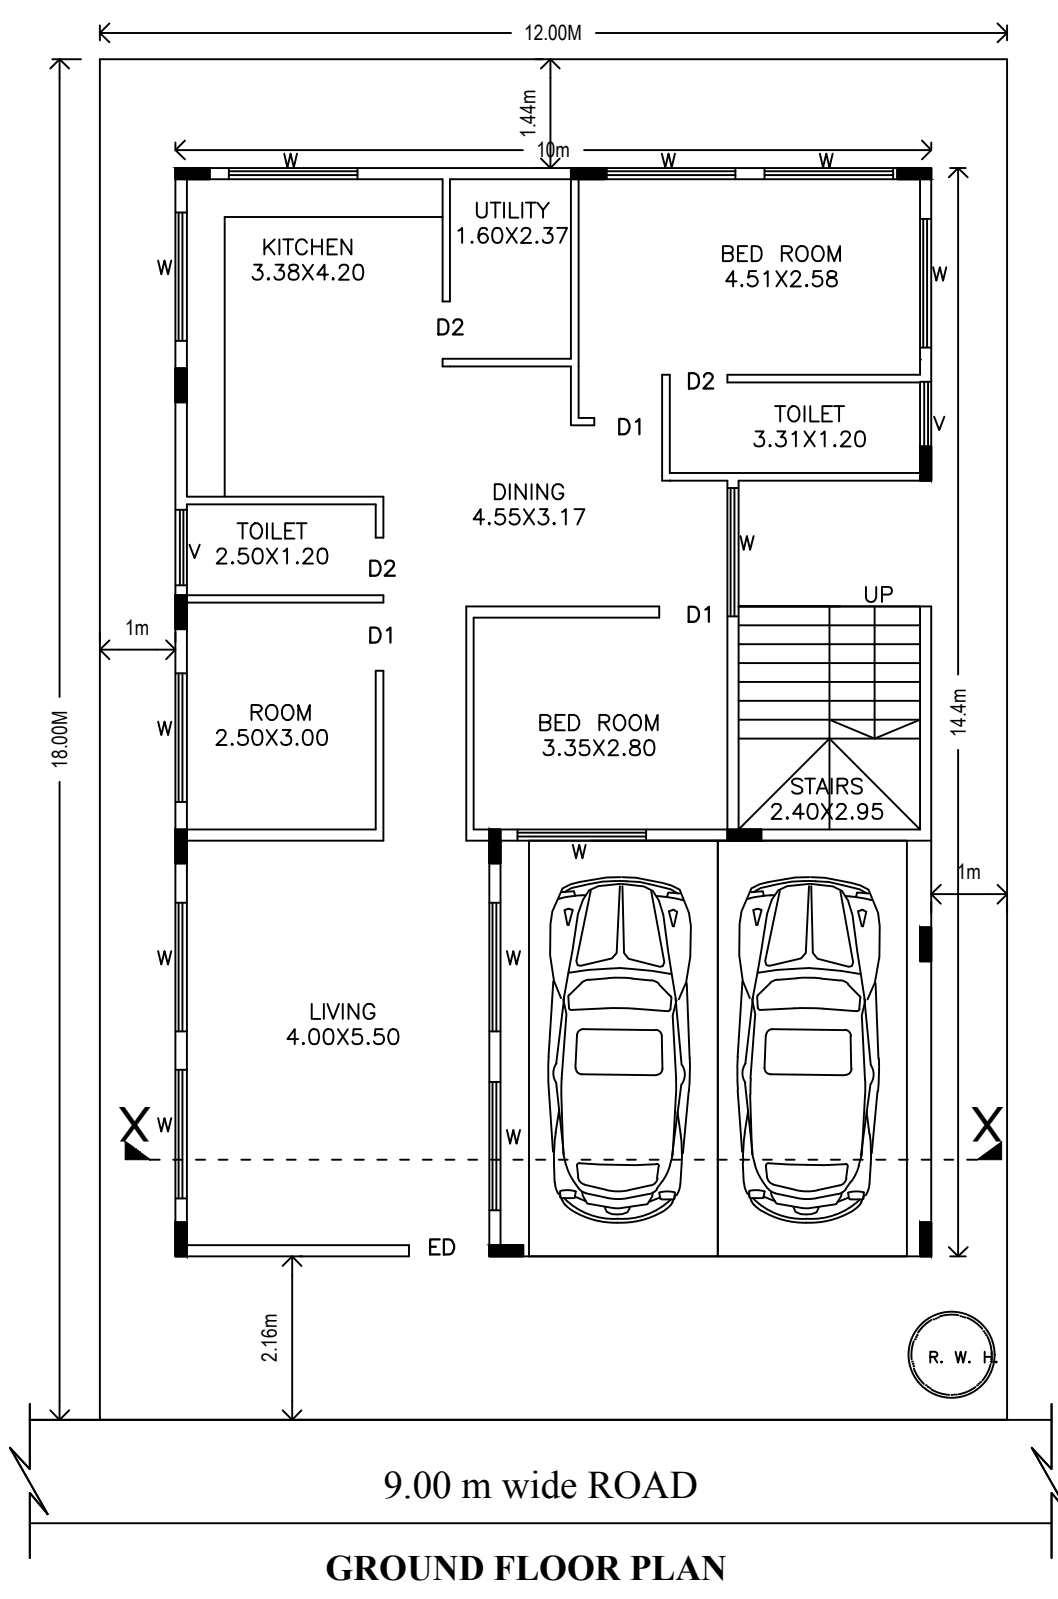 12.00M
1.44m
10m
W
W
W
UTILITY
1.60X2.37
KITCHEN
3.38X4.20
BED ROOM
4.51X2.58
W
W
D2
D2
TOILET
3.31X1.20
D1
V
DINING
4.55X3.17
TOILET
2.50X1.20
V
W
D2
UP
D1
1m
D1
ROOM
2.50X3.00
BED ROOM
3.35X2.80
W
18.00M
14.4m
STAIRS
2.40X2.95
W
1m
W
W
LIVING
4.00X5.50
X
W
W
X
ED
2.16m
R. W. H.
9.00 m wide ROAD
GROUND FLOOR PLAN